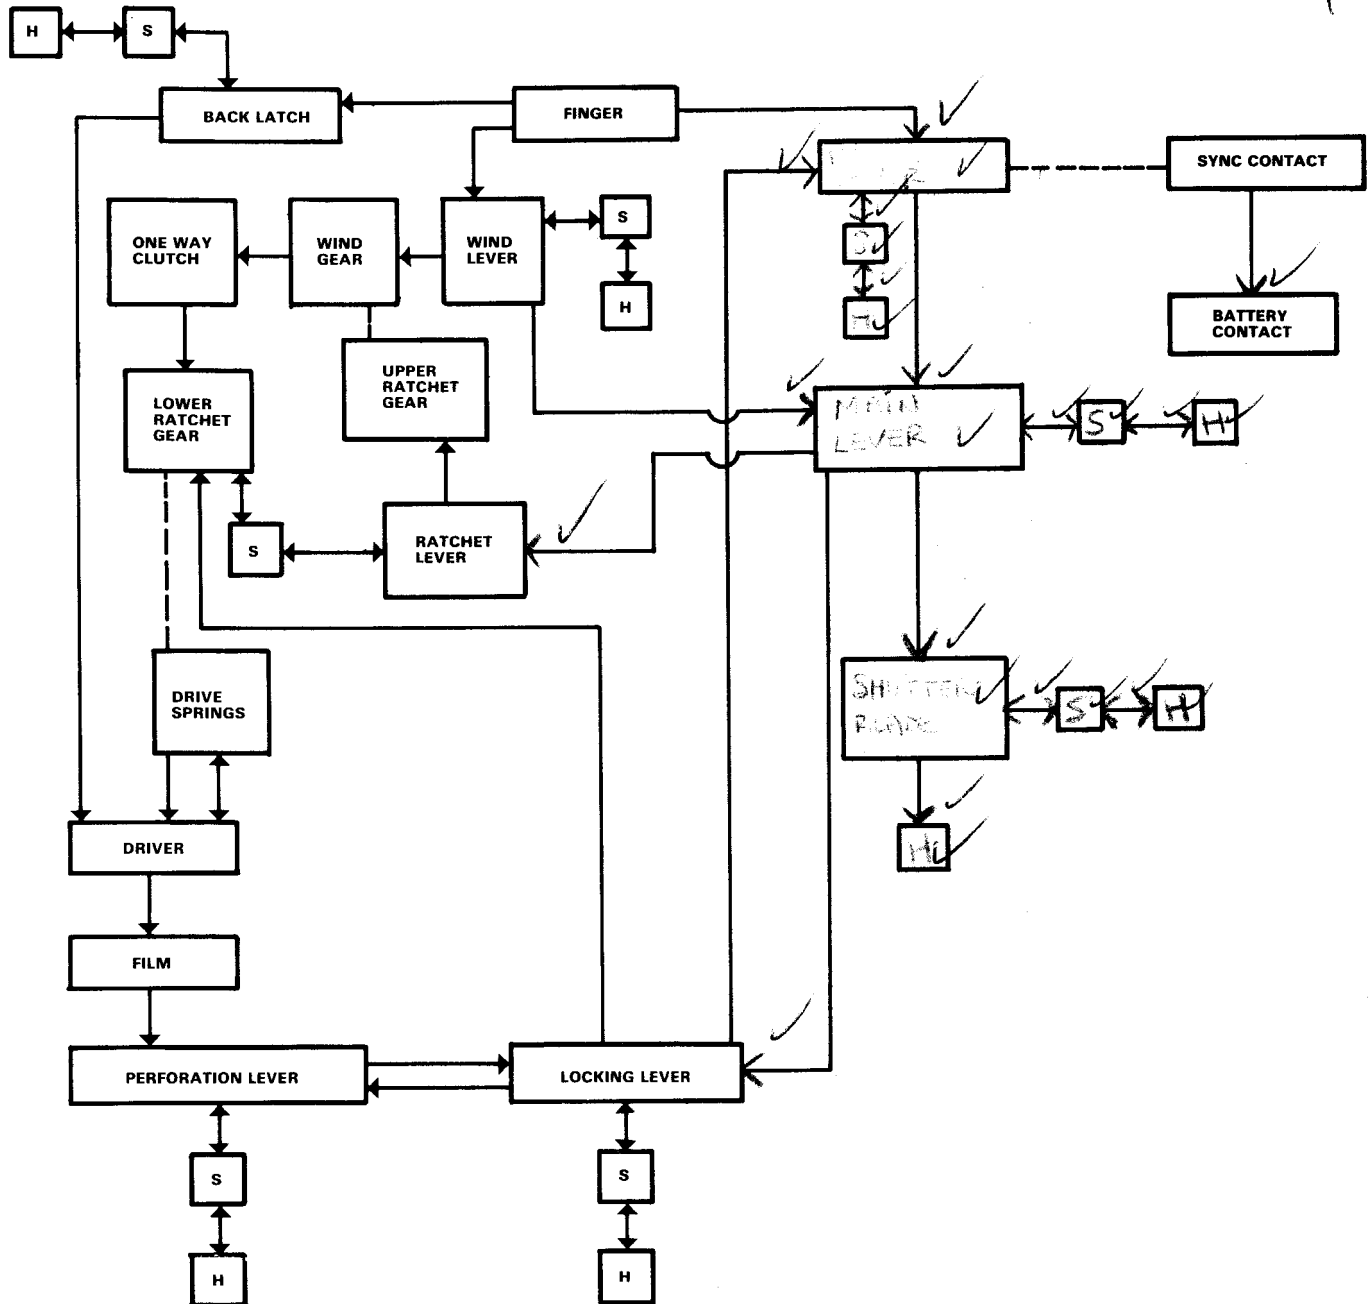 H
S
BACK LATCH
FINGER
SYNC CONTACT
ONE WAY
CLUTCH
WIND
GEAR
WIND
LEVER
S
H
S
H
BATTERY
CONTACT
UPPER
RATCHET
GEAR
LOWER
RATCHET
GEAR
MAIN
LEVER
S
H
S
RATCHET
LEVER
DRIVE
SPRINGS
SHUTTER
BLADE
S
H
H
DRIVER
FILM
PERFORATION LEVER
LOCKING LEVER
S
S
H
H